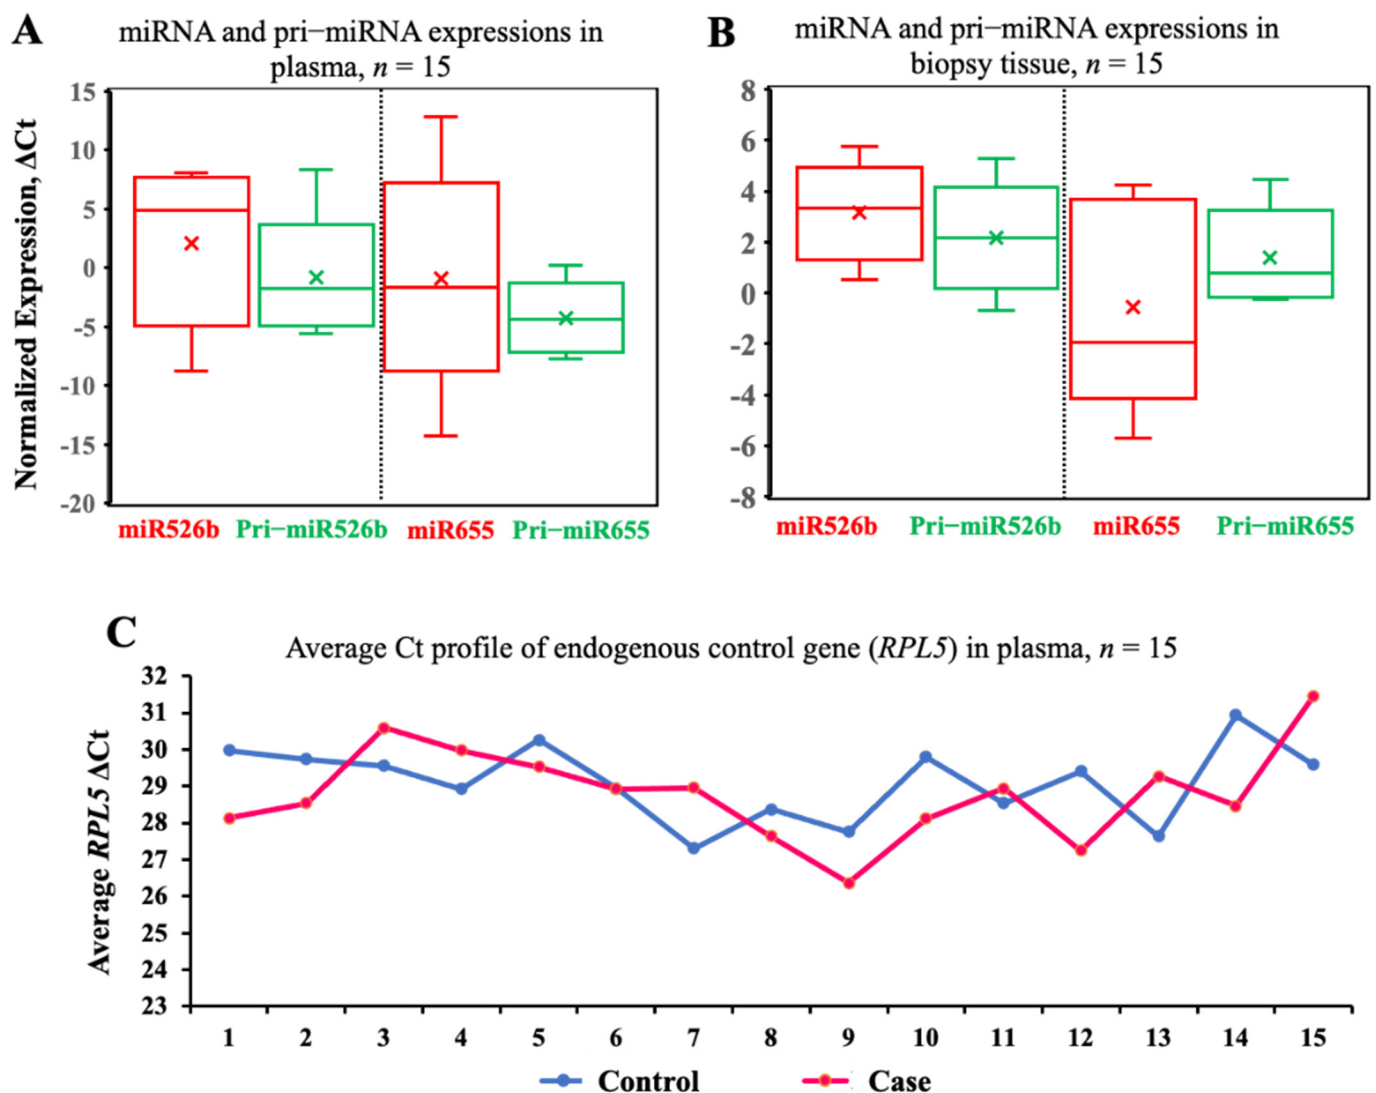 A
miRNA and pri−miRNA expressions in
plasma, n = 15
Normalized Expression, ΔCt
15
10
5
0
-5
-10
-15
-20
miR526b Pri−miR526b miR655 Pri−miR655
B
miRNA and pri−miRNA expressions in
biopsy tissue, n = 15
8
6
4
2
0
-2
-4
-6
-8
miR526b Pri−miR526b miR655 Pri−miR655
C
Average Ct profile of endogenous control gene (RPL5) in plasma, n = 15
Average RPL5 ΔCt
32
31
30
29
28
27
26
25
24
23
1 2 3 4 5 6 7 8 9 10 11 12 13 14 15
Control Case